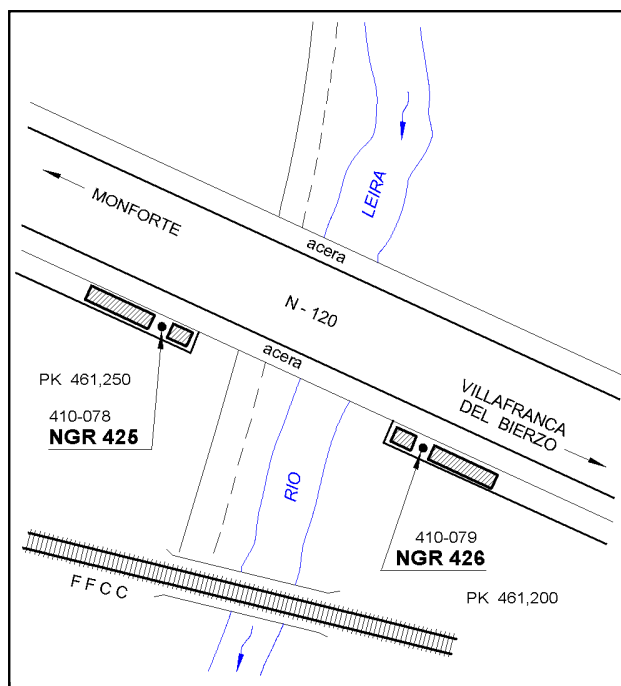 LEIRA
MONFORTE
acera
N - 120
acera
PK 461,250
410-078
NGR 425
VILLAFRANCA
DEL BIERZO
RIO
410-079
NGR 426
PK 461,200
FFCC